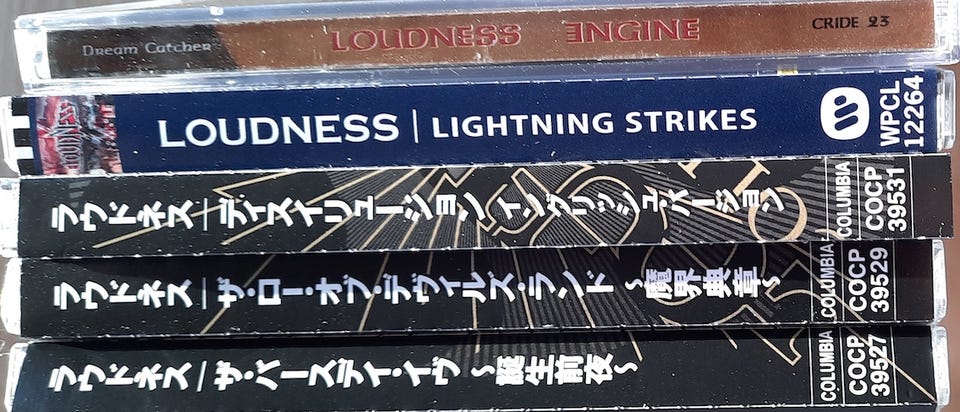 Dream Catcher LOUDNESS ENGINE CRIDE 23
LOUDNESS | LIGHTNING STRIKES WPCL 12264
ラウドネス|ディスイリュージョン イングリッシュ・バージョン COLUMBIA COCP 39531
ラウドネス|ザ・ロー・オブ・デヴィルズ・ランド 〜魔界典章〜 COLUMBIA COCP 39529
ラウドネス|ザ・バースデイ・イヴ 〜誕生前夜〜 COLUMBIA COCP 39527